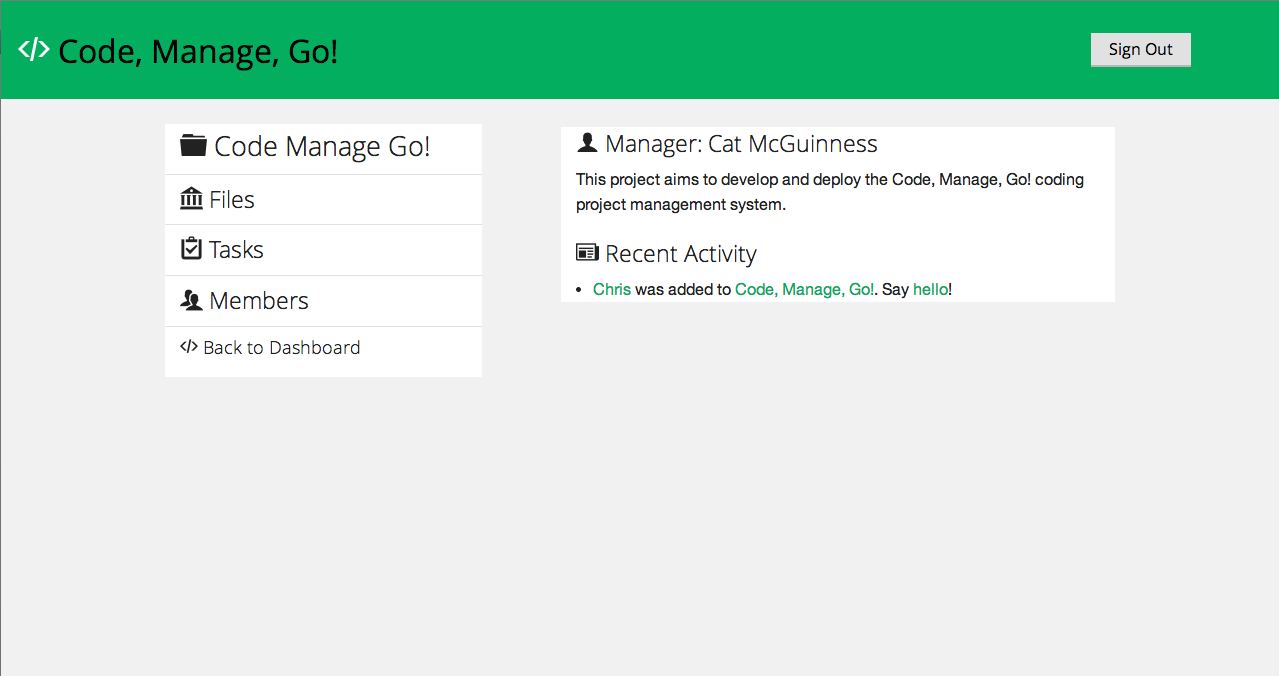 </> Code, Manage, Go!
Sign Out
Code Manage Go!
Files
Tasks
Members
</> Back to Dashboard
Manager: Cat McGuinness
This project aims to develop and deploy the Code, Manage, Go! coding
project management system.
Recent Activity
• Chris was added to Code, Manage, Go!. Say hello!